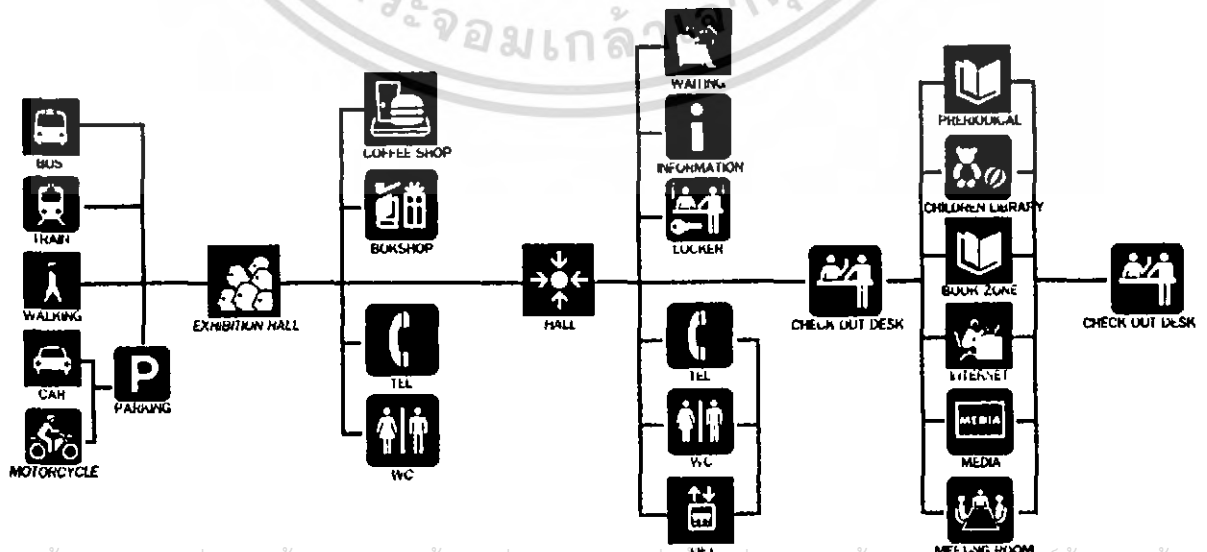 BUS
TRAIN
WALKING
CAR
MOTORCYCLE
P
PARKING
EXHIBITION HALL
COFFEE SHOP
BOKSHOP
TEL
WC
HALL
WAITING
i
INFORMATION
LOCKER
TEL
WC
CHECK OUT DESK
PRERIODICAL
CHILDREN LIBRARY
BOOK ZONE
INTERNET
MEDIA
MEDIA
MEETING ROOM
CHECK OUT DESK